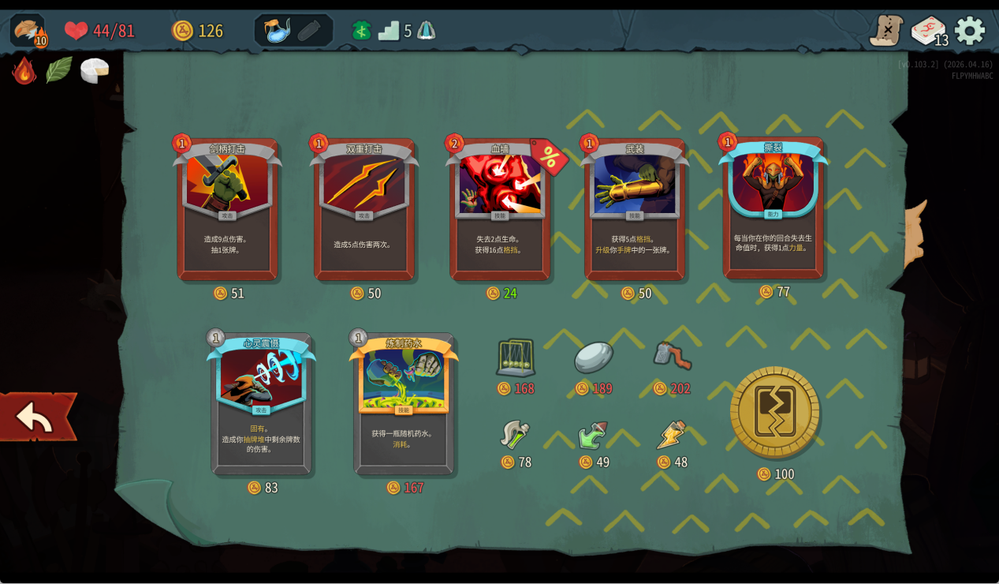 10
44/81
126
5
13
[v0.103.2] (2026.04.16)
FLPYMHWABC
1
剑柄打击
攻击
造成9点伤害。
抽1张牌。
51
1
双重打击
攻击
造成5点伤害两次。
50
2
血墙
%
技能
失去2点生命。
获得16点格挡。
24
1
武装
技能
获得5点格挡。
升级你手牌中的一张牌。
50
1
撕裂
能力
每当你在你的回合失去生
命值时，获得1点力量。
77
1
心灵震慑
攻击
固有。
造成你抽牌堆中剩余牌数
的伤害。
83
1
炼制药水
技能
获得一瓶随机药水。
消耗。
167
168
189
202
78
49
48
100